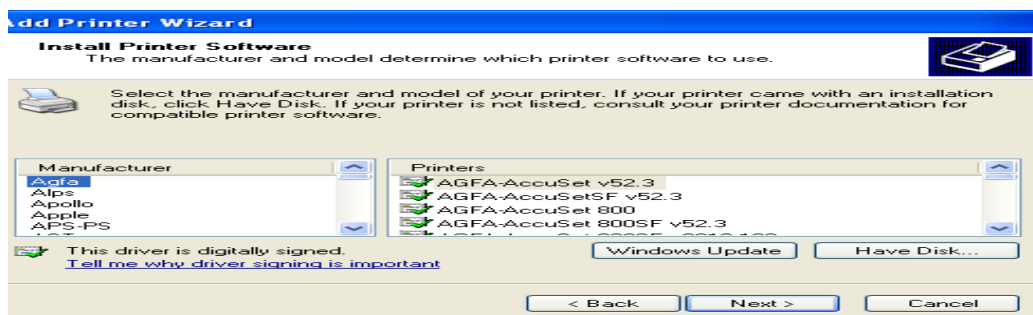 Add Printer Wizard
Install Printer Software
The manufacturer and model determine which printer software to use.
Select the manufacturer and model of your printer. If your printer came with an installation
disk, click Have Disk. If your printer is not listed, consult your printer documentation for
compatible printer software.
Manufacturer
Agfa
Alps
Apollo
Apple
APS-PS
Printers
AGFA-AccuSet v52.3
AGFA-AccuSetSF v52.3
AGFA-AccuSet 800
AGFA-AccuSet 800SF v52.3
This driver is digitally signed.
Tell me why driver signing is important
Windows Update
Have Disk...
< Back
Next >
Cancel